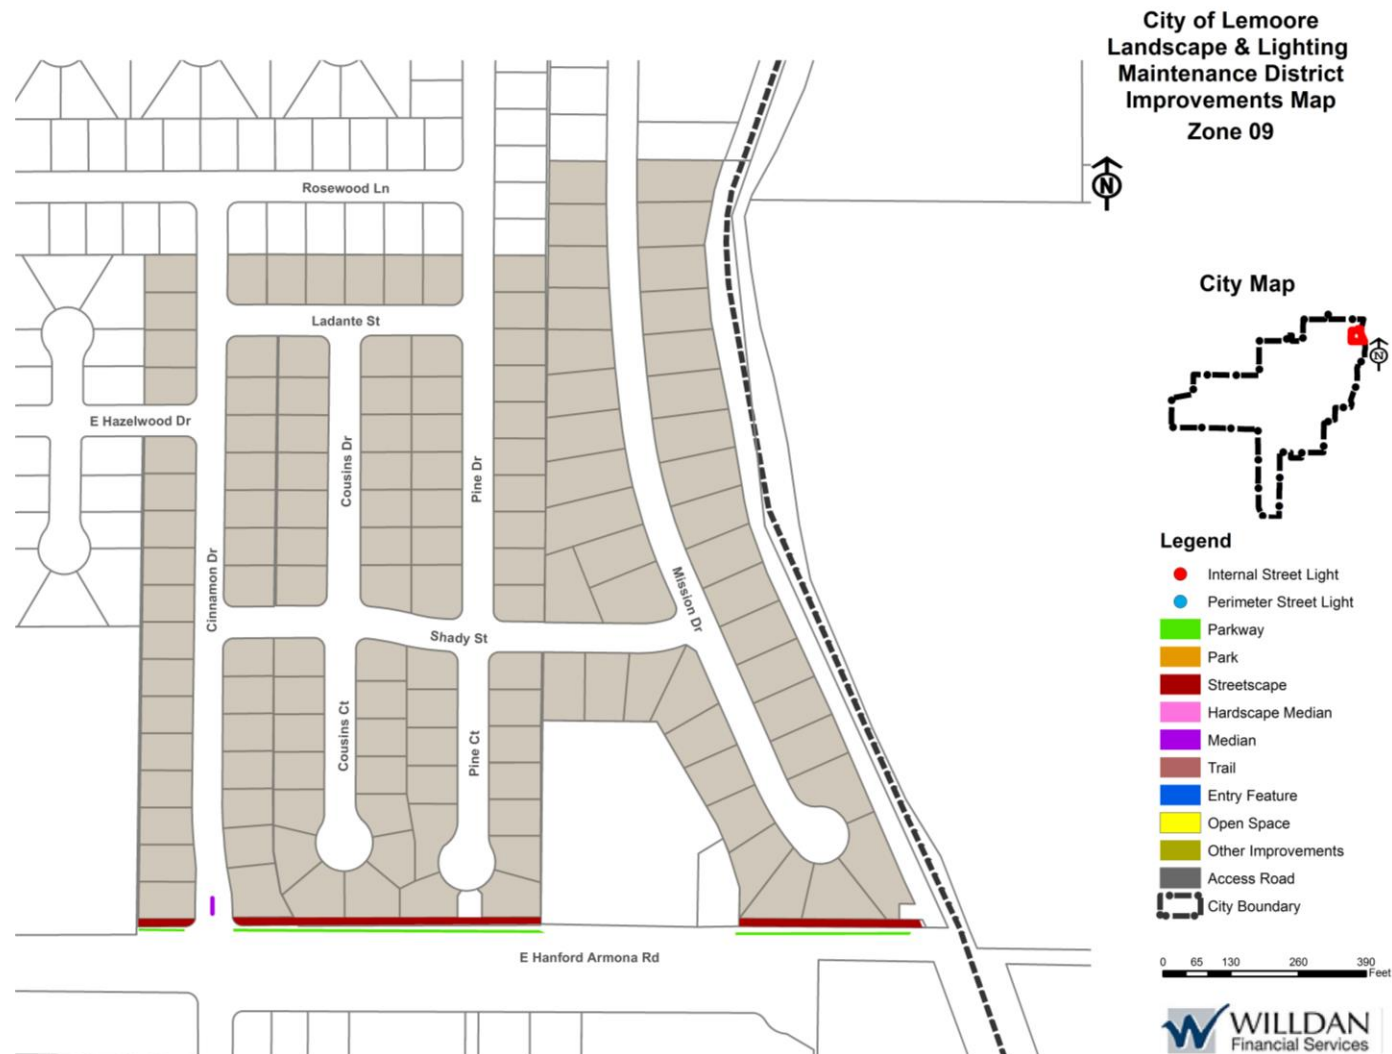 City of Lemoore
Landscape & Lighting
Maintenance District
Improvements Map
Zone 09
N
Rosewood Ln
Ladante St
E Hazelwood Dr
Cousins Dr
Pine Dr
Cinnamon Dr
Mission Dr
Shady St
Cousins Ct
Pine Ct
E Hanford Armona Rd
City Map
N
Legend
Internal Street Light
Perimeter Street Light
Parkway
Park
Streetscape
Hardscape Median
Median
Trail
Entry Feature
Open Space
Other Improvements
Access Road
City Boundary
0 65 130 260 390
Feet
WILLDAN
Financial Services